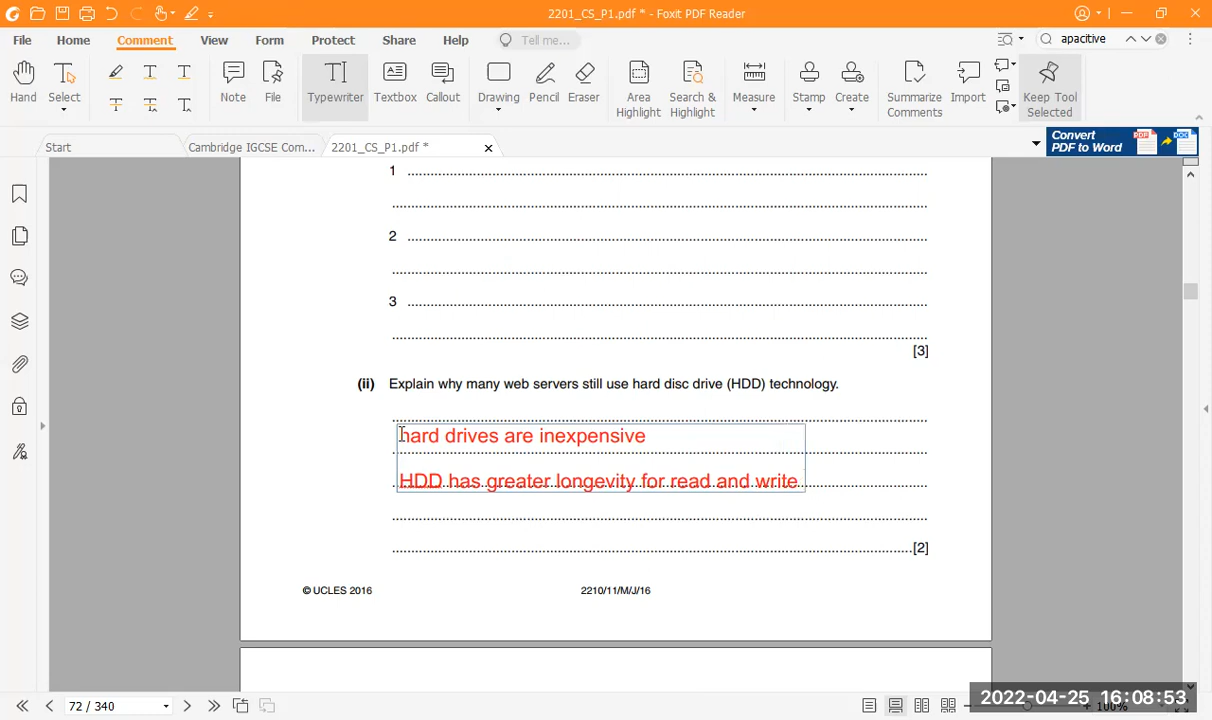 2201_CS_P1.pdf * - Foxit PDF Reader
File Home Comment View Form Protect Share Help Tell me... apacitive
Hand Select Note File Typewriter Textbox Callout Drawing Pencil Eraser Area Highlight Search & Highlight Measure Stamp Create Summarize Comments Import Keep Tool Selected
Start Cambridge IGCSE Com... 2201_CS_P1.pdf * Convert PDF to Word
1 ........................................................................
........................................................................
2 ........................................................................
........................................................................
3 ........................................................................
........................................................................
[3]
(ii) Explain why many web servers still use hard disc drive (HDD) technology.
........................................................................
hard drives are inexpensive
........................................................................
HDD has greater longevity for read and write
........................................................................
........................................................................
........................................................................[2]
© UCLES 2016 2210/11/M/J/16
72 / 340 100%
2022-04-25 16:08:53